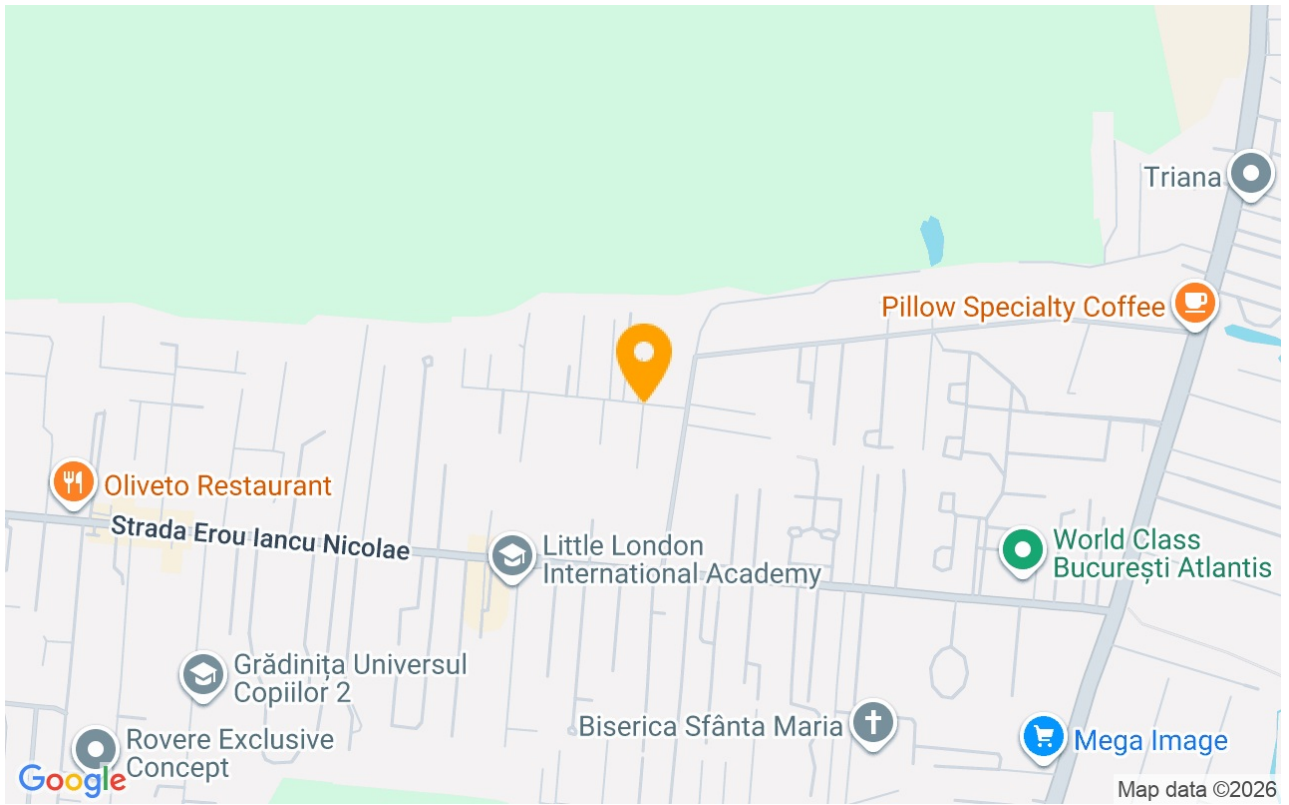 Triana
Pillow Specialty Coffee
Oliveto Restaurant
Strada Erou Iancu Nicolae
Little London
International Academy
World Class
București Atlantis
Grădinița Universul
Copiilor 2
Biserica Sfânta Maria
Rovere Exclusive
Concept
Mega Image
Google
Map data ©2026